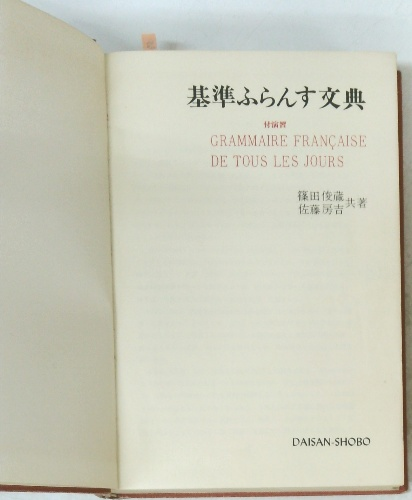 基準ふらんす文典
付演習
GRAMMAIRE FRANÇAISE
DE TOUS LES JOURS
篠田俊蔵
佐藤房吉
共著
DAISAN-SHOBO